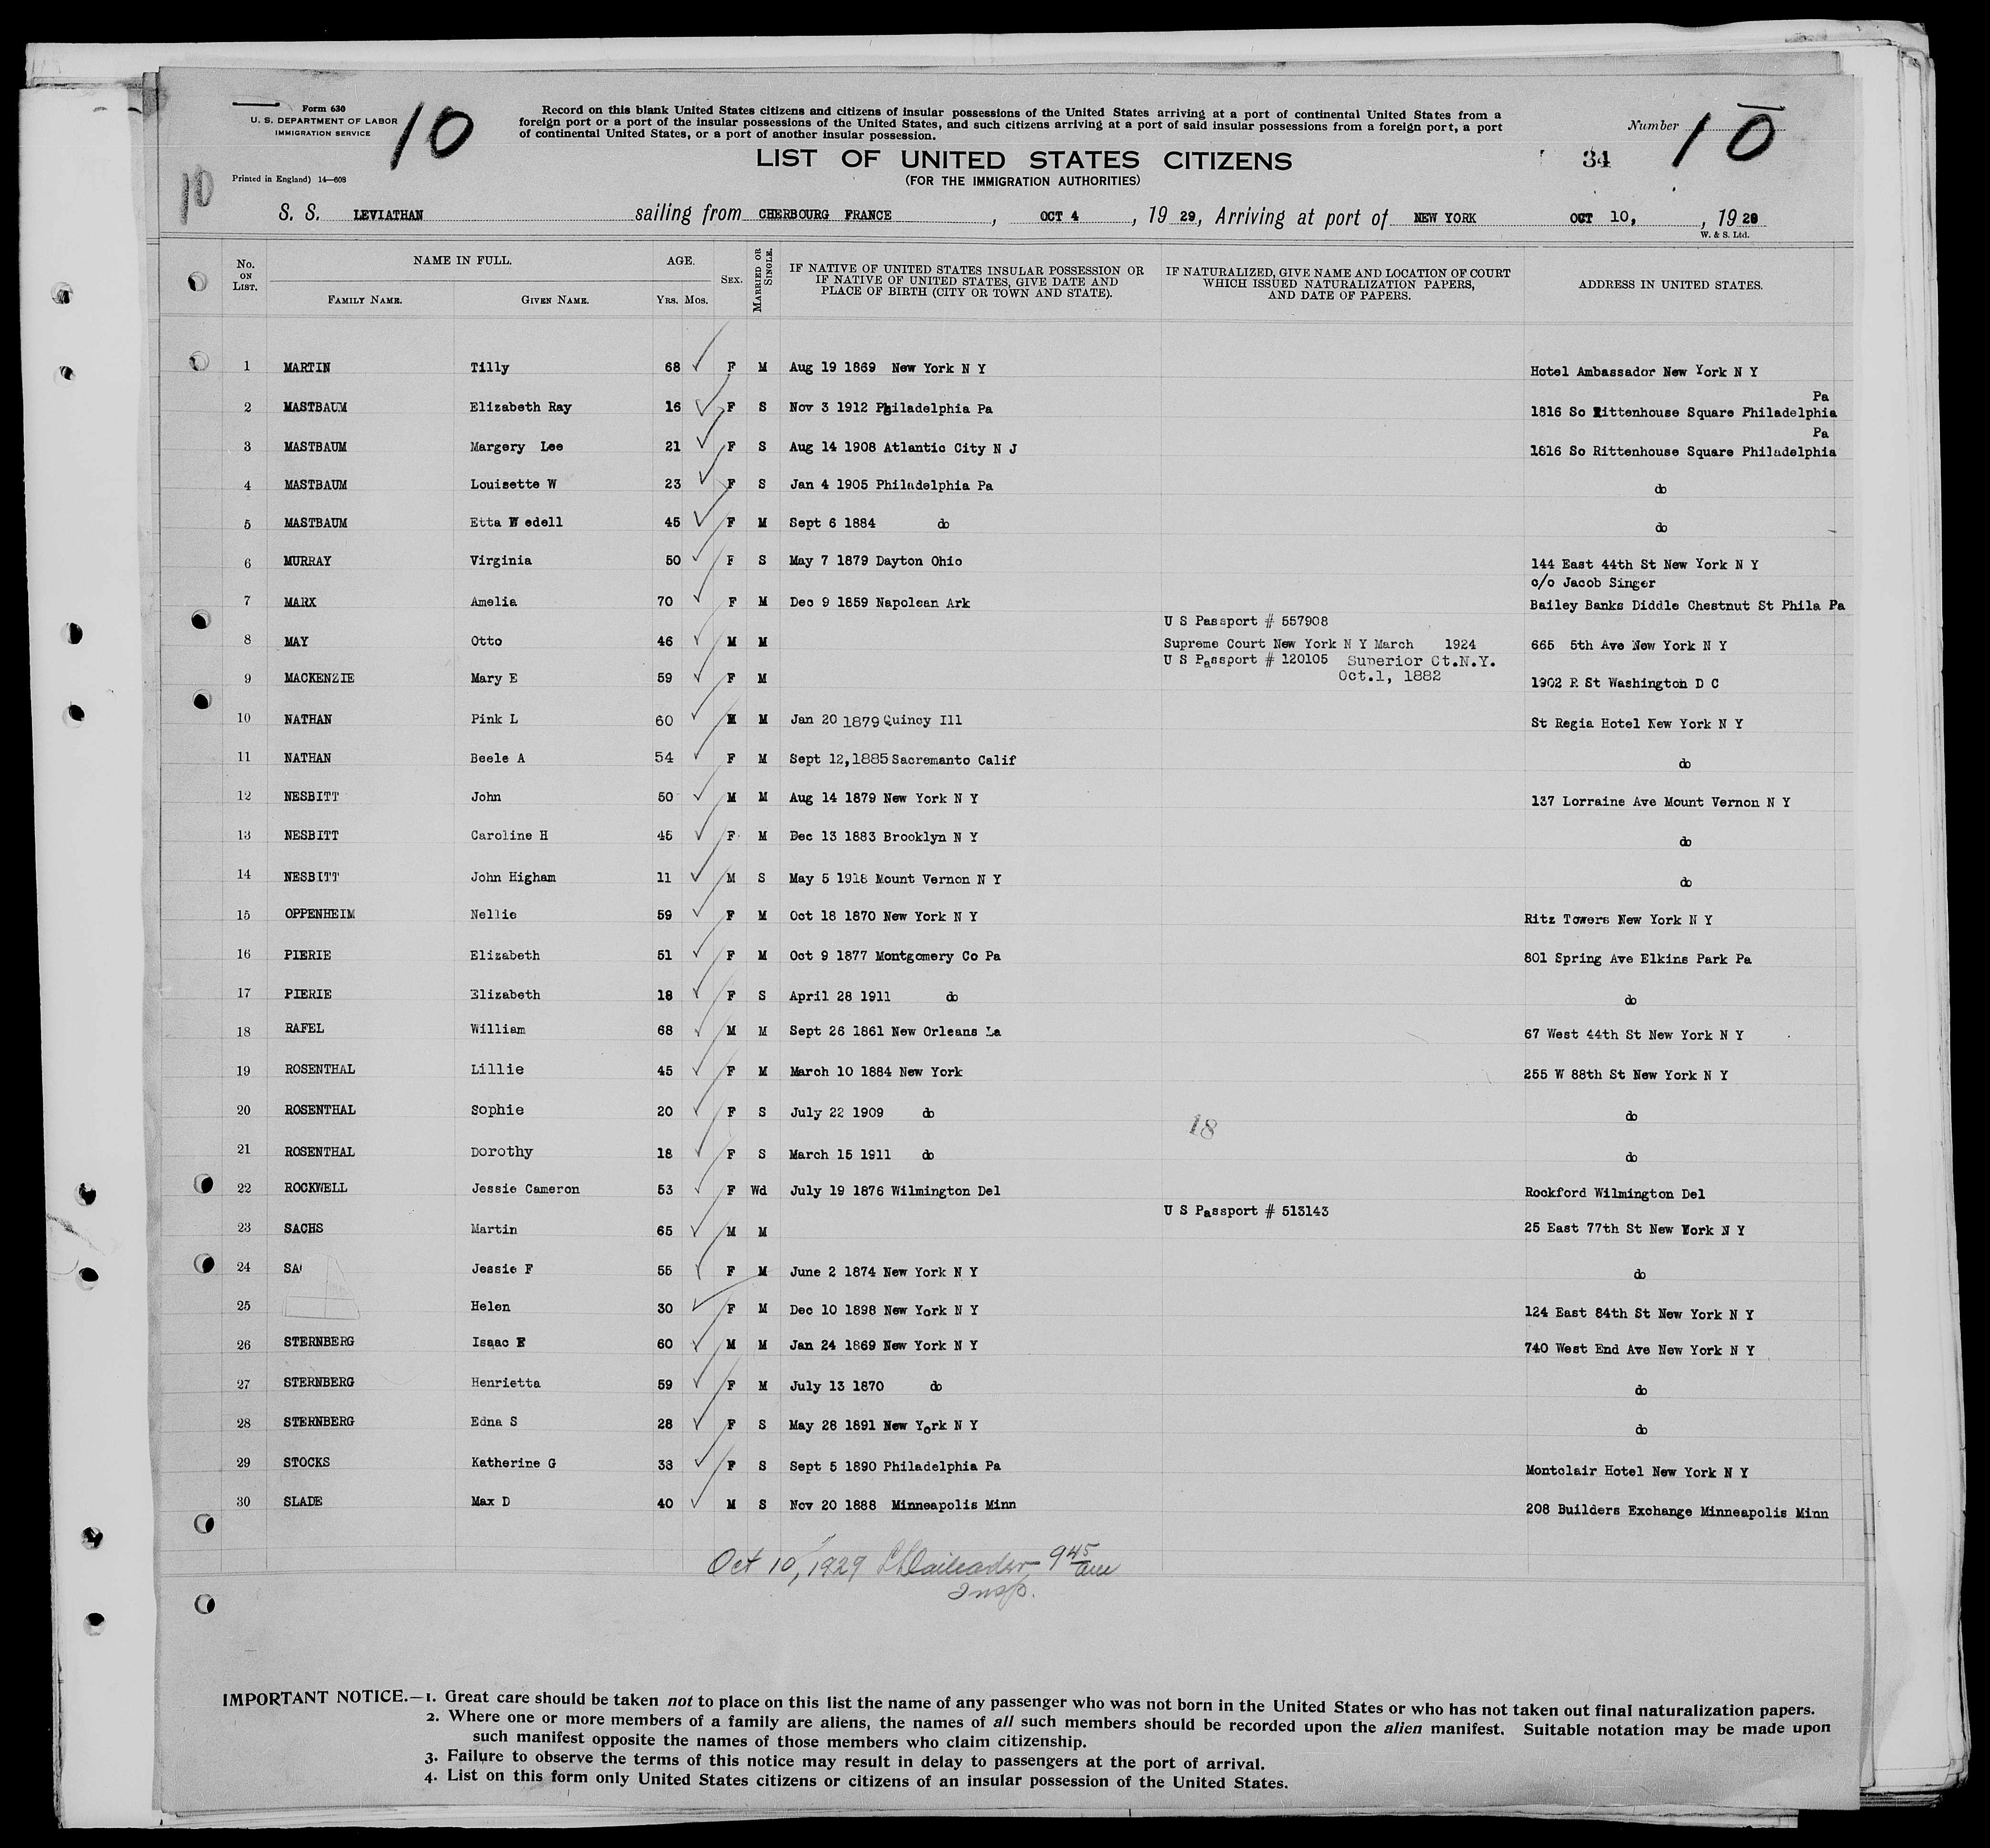 Form 630
U. S. DEPARTMENT OF LABOR
IMMIGRATION SERVICE
10
Record on this blank United States citizens and citizens of insular possessions of the United States arriving at a port of continental United States from a
foreign port or a port of the insular possessions of the United States, and such citizens arriving at a port of said insular possessions from a foreign port, a port
of continental United States, or a port of another insular possession.
Number 10
LIST OF UNITED STATES CITIZENS
34
(FOR THE IMMIGRATION AUTHORITIES)
Printed in England) 14—608
10
S. S. LEVIATHAN sailing from CHERBOURG FRANCE, OCT 4, 1929, Arriving at port of NEW YORK OCT 10, , 1929
W. & S. Ltd.
No. ON LIST. NAME IN FULL. FAMILY NAME. GIVEN NAME. AGE. YRS. MOS. SEX. MARRIED OR SINGLE. IF NATIVE OF UNITED STATES INSULAR POSSESSION OR IF NATIVE OF UNITED STATES, GIVE DATE AND PLACE OF BIRTH (CITY OR TOWN AND STATE). IF NATURALIZED, GIVE NAME AND LOCATION OF COURT WHICH ISSUED NATURALIZATION PAPERS, AND DATE OF PAPERS. ADDRESS IN UNITED STATES.
1 MARTIN Tilly 68 F M Aug 19 1869 New York N Y Hotel Ambassador New York N Y
2 MASTBAUM Elizabeth Ray 16 F S Nov 3 1912 Philadelphia Pa 1816 So Rittenhouse Square Philadelphia Pa
3 MASTBAUM Margery Lee 21 F S Aug 14 1908 Atlantic City N J 1816 So Rittenhouse Square Philadelphia Pa
4 MASTBAUM Louisette W 23 F S Jan 4 1905 Philadelphia Pa do
5 MASTBAUM Etta Wedell 45 F M Sept 6 1884 do do
6 MURRAY Virginia 50 F S May 7 1879 Dayton Ohio 144 East 44th St New York N Y
c/o Jacob Singer
7 MARX Amelia 70 F M Dec 9 1859 Napolean Ark Bailey Banks Diddle Chestnut St Phila Pa
U S Passport # 557908
8 MAY Otto 46 M M Supreme Court New York N Y March 1924 665 5th Ave New York N Y
U S Passport # 120105 Superior Ct.N.Y.
9 MACKENZIE Mary E 59 F M Oct.1, 1882 1902 R St Washington D C
10 NATHAN Pink L 60 M M Jan 20 1879 Quincy Ill St Regia Hotel New York N Y
11 NATHAN Beele A 54 F M Sept 12,1885 Sacremanto Calif do
12 NESBITT John 50 M M Aug 14 1879 New York N Y 137 Lorraine Ave Mount Vernon N Y
13 NESBITT Caroline H 45 F M Dec 13 1883 Brooklyn N Y do
14 NESBITT John Higham 11 M S May 5 1918 Mount Vernon N Y do
15 OPPENHEIM Nellie 59 F M Oct 18 1870 New York N Y Ritz Towers New York N Y
16 PIERIE Elizabeth 51 F M Oct 9 1877 Montgomery Co Pa 801 Spring Ave Elkins Park Pa
17 PIERIE Elizabeth 18 F S April 28 1911 do do
18 RAFEL William 68 M M Sept 26 1861 New Orleans La 67 West 44th St New York N Y
19 ROSENTHAL Lillie 45 F M March 10 1884 New York 255 W 88th St New York N Y
20 ROSENTHAL Sophie 20 F S July 22 1909 do 18 do
21 ROSENTHAL Dorothy 18 F S March 15 1911 do do
22 ROCKWELL Jessie Cameron 53 F Wd July 19 1876 Wilmington Del Rockford Wilmington Del
U S Passport # 513143
23 SACHS Martin 65 M M 25 East 77th St New York N Y
24 SA Jessie F 55 F M June 2 1874 New York N Y do
25 Helen 30 F M Dec 10 1898 New York N Y 124 East 84th St New York N Y
26 STERNBERG Isaac E 60 M M Jan 24 1869 New York N Y 740 West End Ave New York N Y
27 STERNBERG Henrietta 59 F M July 13 1870 do do
28 STERNBERG Edna S 28 F S May 28 1891 New York N Y do
29 STOCKS Katherine G 38 F S Sept 5 1890 Philadelphia Pa Montclair Hotel New York N Y
30 SLADE Max D 40 M S Nov 20 1888 Minneapolis Minn 208 Builders Exchange Minneapolis Minn
Oct 10, 1929 945
Insp.
IMPORTANT NOTICE.—1. Great care should be taken not to place on this list the name of any passenger who was not born in the United States or who has not taken out final naturalization papers.
2. Where one or more members of a family are aliens, the names of all such members should be recorded upon the alien manifest. Suitable notation may be made upon
such manifest opposite the names of those members who claim citizenship.
3. Failure to observe the terms of this notice may result in delay to passengers at the port of arrival.
4. List on this form only United States citizens or citizens of an insular possession of the United States.